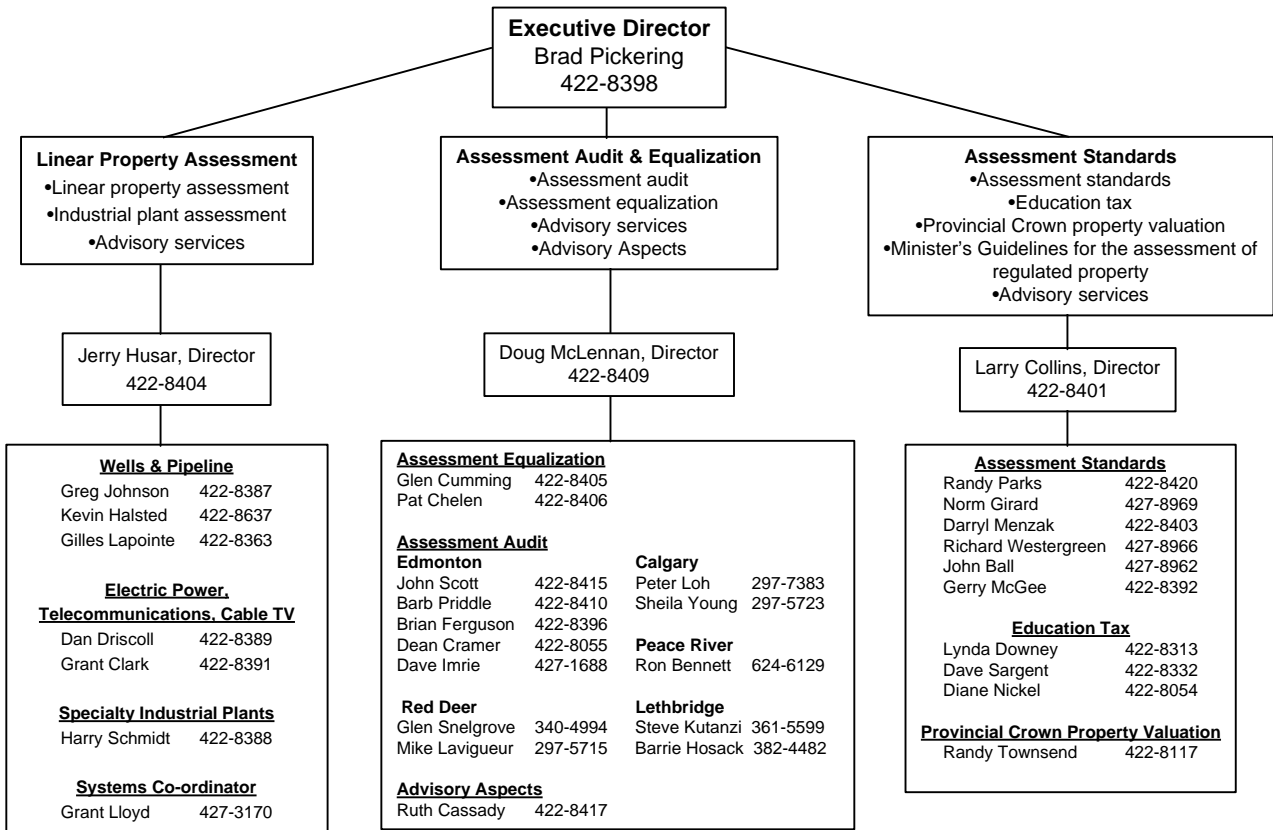 Executive Director
Brad Pickering
422-8398
Linear Property Assessment
•Linear property assessment
•Industrial plant assessment
•Advisory services
Assessment Audit & Equalization
•Assessment audit
•Assessment equalization
•Advisory services
•Advisory Aspects
Assessment Standards
•Assessment standards
•Education tax
•Provincial Crown property valuation
•Minister's Guidelines for the assessment of
regulated property
•Advisory services
Jerry Husar, Director
422-8404
Doug McLennan, Director
422-8409
Larry Collins, Director
422-8401
Wells & Pipeline
Greg Johnson 422-8387
Kevin Halsted 422-8637
Gilles Lapointe 422-8363
Electric Power,
Telecommunications, Cable TV
Dan Driscoll 422-8389
Grant Clark 422-8391
Specialty Industrial Plants
Harry Schmidt 422-8388
Systems Co-ordinator
Grant Lloyd 427-3170
Assessment Equalization
Glen Cumming 422-8405
Pat Chelen 422-8406
Assessment Audit
Edmonton
John Scott 422-8415
Barb Priddle 422-8410
Brian Ferguson 422-8396
Dean Cramer 422-8055
Dave Imrie 427-1688
Calgary
Peter Loh 297-7383
Sheila Young 297-5723
Peace River
Ron Bennett 624-6129
Red Deer
Glen Snelgrove 340-4994
Mike Lavigueur 297-5715
Lethbridge
Steve Kutanzi 361-5599
Barrie Hosack 382-4482
Advisory Aspects
Ruth Cassady 422-8417
Assessment Standards
Randy Parks 422-8420
Norm Girard 427-8969
Darryl Menzak 422-8403
Richard Westergreen 427-8966
John Ball 427-8962
Gerry McGee 422-8392
Education Tax
Lynda Downey 422-8313
Dave Sargent 422-8332
Diane Nickel 422-8054
Provincial Crown Property Valuation
Randy Townsend 422-8117